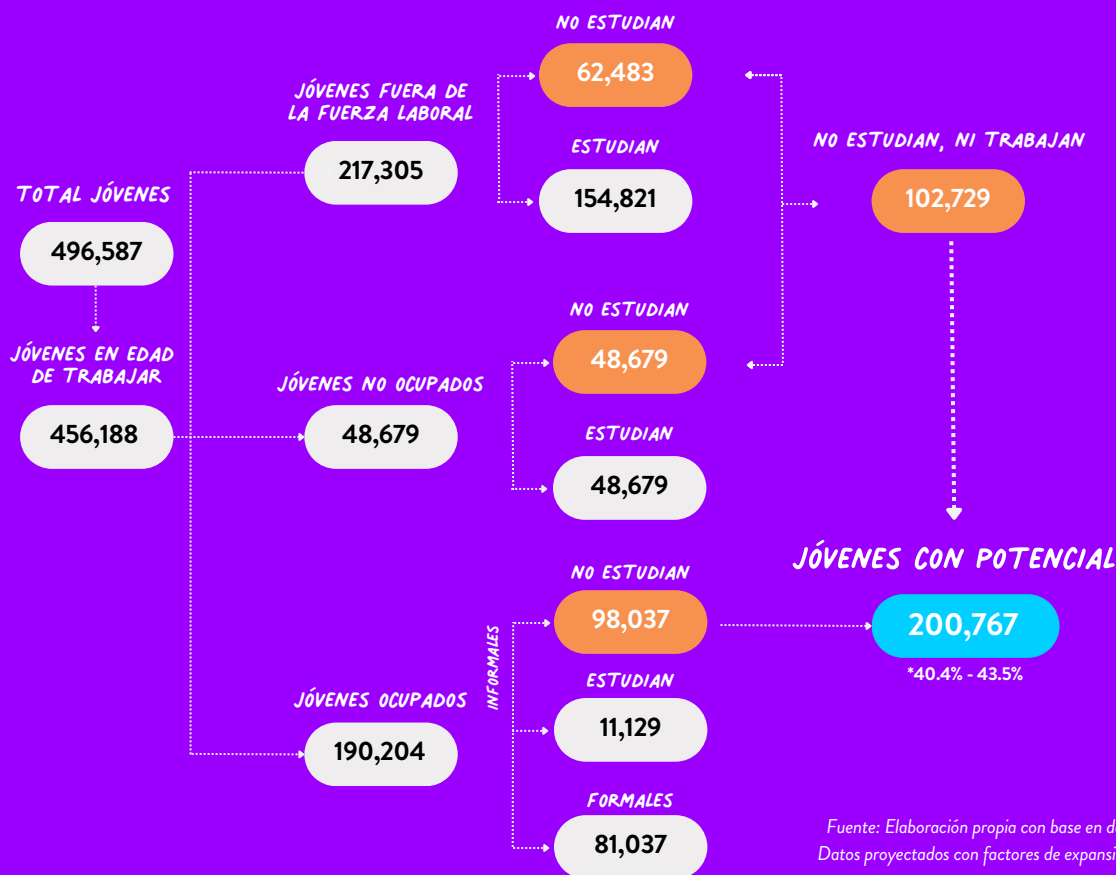 TOTAL JÓVENES
496,587
JÓVENES EN EDAD
DE TRABAJAR
456,188
JÓVENES FUERA DE
LA FUERZA LABORAL
217,305
NO ESTUDIAN
62,483
ESTUDIAN
154,821
JÓVENES NO OCUPADOS
48,679
NO ESTUDIAN
48,679
ESTUDIAN
48,679
JÓVENES OCUPADOS
190,204
INFORMALES
NO ESTUDIAN
98,037
ESTUDIAN
11,129
FORMALES
81,037
NO ESTUDIAN, NI TRABAJAN
102,729
JÓVENES CON POTENCIAL
200,767
*40.4% - 43.5%
Fuente: Elaboración propia con base en
Datos proyectados con factores de